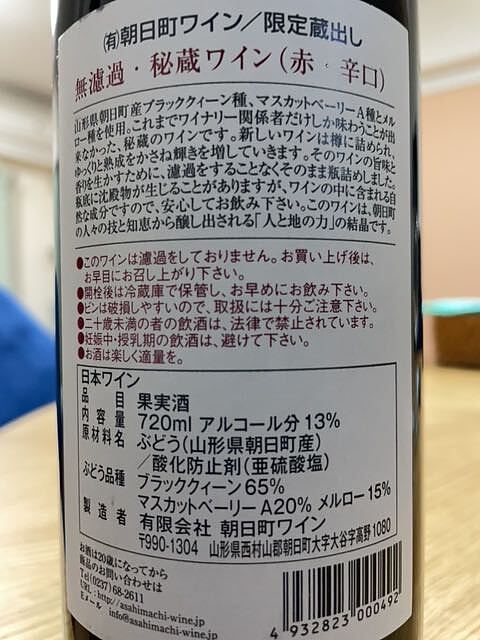 (有)朝日町ワイン／限定蔵出し
無濾過・秘蔵ワイン(赤・辛口)
山形県朝日町産ブラッククィーン種、マスカットベーリーA種とメル
ロー種を使用。これまでワイナリー関係者だけしか味わうことが出
来なかった、秘蔵のワインです。新しいワインは樽に詰められ、
ゆっくりと熟成をかさね輝きを増していきます。そのワインの旨味と
香りを生かすために、濾過をすることなくそのまま瓶詰めしました。
瓶底に沈殿物が生じることがありますが、ワインの中に含まれる自
然な成分ですので、安心してお飲み下さい。このワインは、朝日町
の人々の技と知恵から醸し出される「人と地の力」の結晶です。
●このワインは濾過をしておりません。お買い上げ後は、
お早目にお召し上がり下さい。
●開栓後は冷蔵庫で保管し、お早めにお飲み下さい。
●ビンは破損しやすいので、取扱には十分ご注意下さい。
●二十歳未満の者の飲酒は、法律で禁止されています。
●妊娠中・授乳期の飲酒は、避けて下さい。
●お酒は楽しく適量を。
日本ワイン
品目 果実酒
内容量 720ml アルコール分 13%
原材料名 ぶどう(山形県朝日町産)
／酸化防止剤(亜硫酸塩)
ぶどう品種 ブラッククィーン 65%
マスカットベーリーA20% メルロー 15%
製造者 有限会社 朝日町ワイン
〒990-1304 山形県西村山郡朝日町大字大谷字高野1080
お酒は20歳になってから
商品のお問い合わせは
Tel(0237)68-2611
URL：http://asahimachi-wine.jp
Eメール info@asahimachi-wine.jp
4 932823 000492